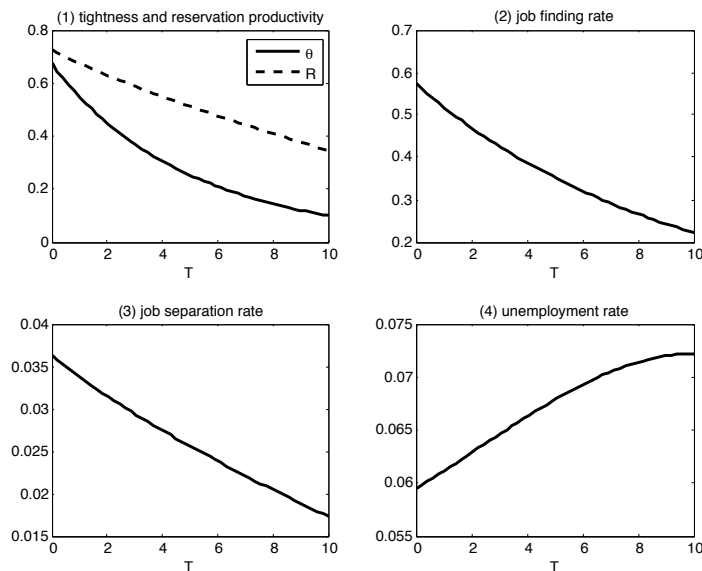 (1) tightness and reservation productivity
0.8
0.6
0.4
0.2
0
0 2 4 6 8 10
T
θ
R
(2) job finding rate
0.7
0.6
0.5
0.4
0.3
0.2
0 2 4 6 8 10
T
(3) job separation rate
0.04
0.035
0.03
0.025
0.02
0.015
0 2 4 6 8 10
T
(4) unemployment rate
0.075
0.07
0.065
0.06
0.055
0 2 4 6 8 10
T